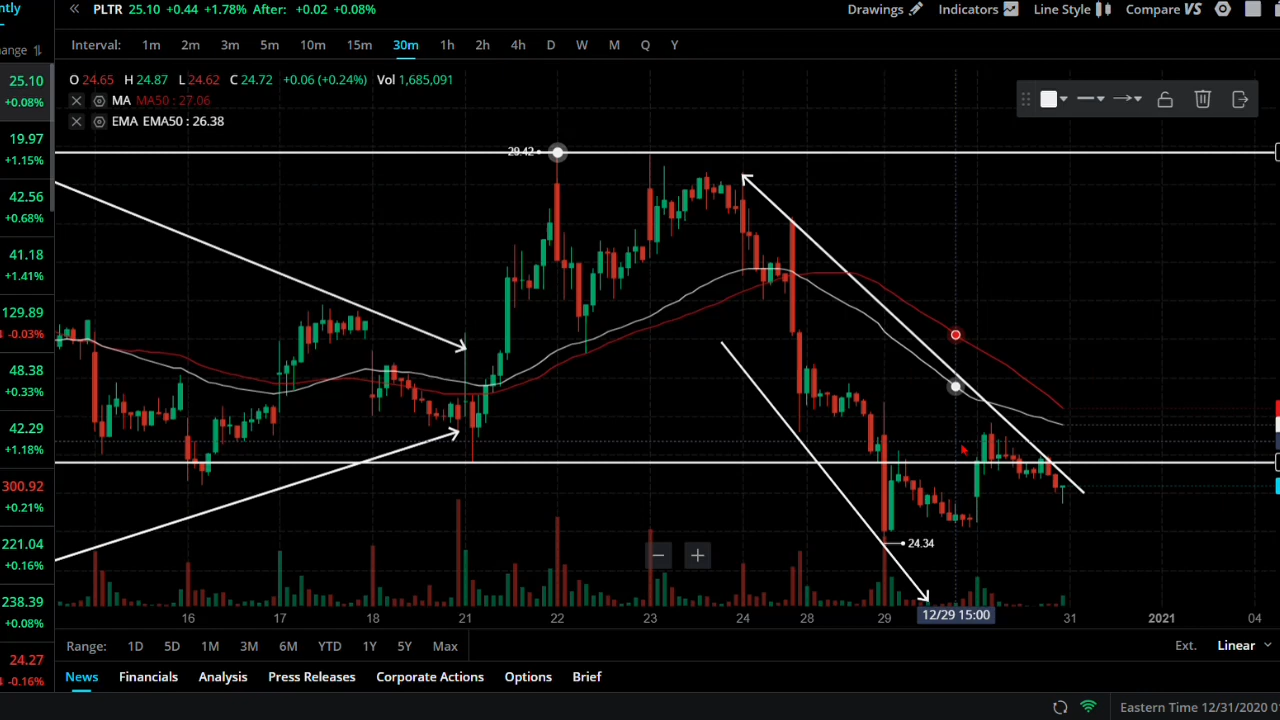 ntly
« PLTR 25.10 +0.44 +1.78% After: +0.02 +0.08% Drawings Indicators Line Style Compare VS
ange Interval: 1m 2m 3m 5m 10m 15m 30m 1h 2h 4h D W M Q Y
25.10
+0.08%
19.97
+1.15%
42.56
+0.68%
41.18
+1.41%
129.89
-0.03%
48.38
+0.33%
42.29
+1.18%
300.92
+0.21%
221.04
+0.16%
238.39
+0.08%
24.27
-0.16%
O 24.65 H 24.87 L 24.62 C 24.72 +0.06 (+0.24%) Vol 1,685,091
MA MA50 : 27.06
EMA EMA50 : 26.38
29.42
24.34
16 17 18 21 22 23 24 28 29 12/29 15:00 31 2021 04
Range: 1D 5D 1M 3M 6M YTD 1Y 5Y Max Ext. Linear
News Financials Analysis Press Releases Corporate Actions Options Brief
Eastern Time 12/31/2020